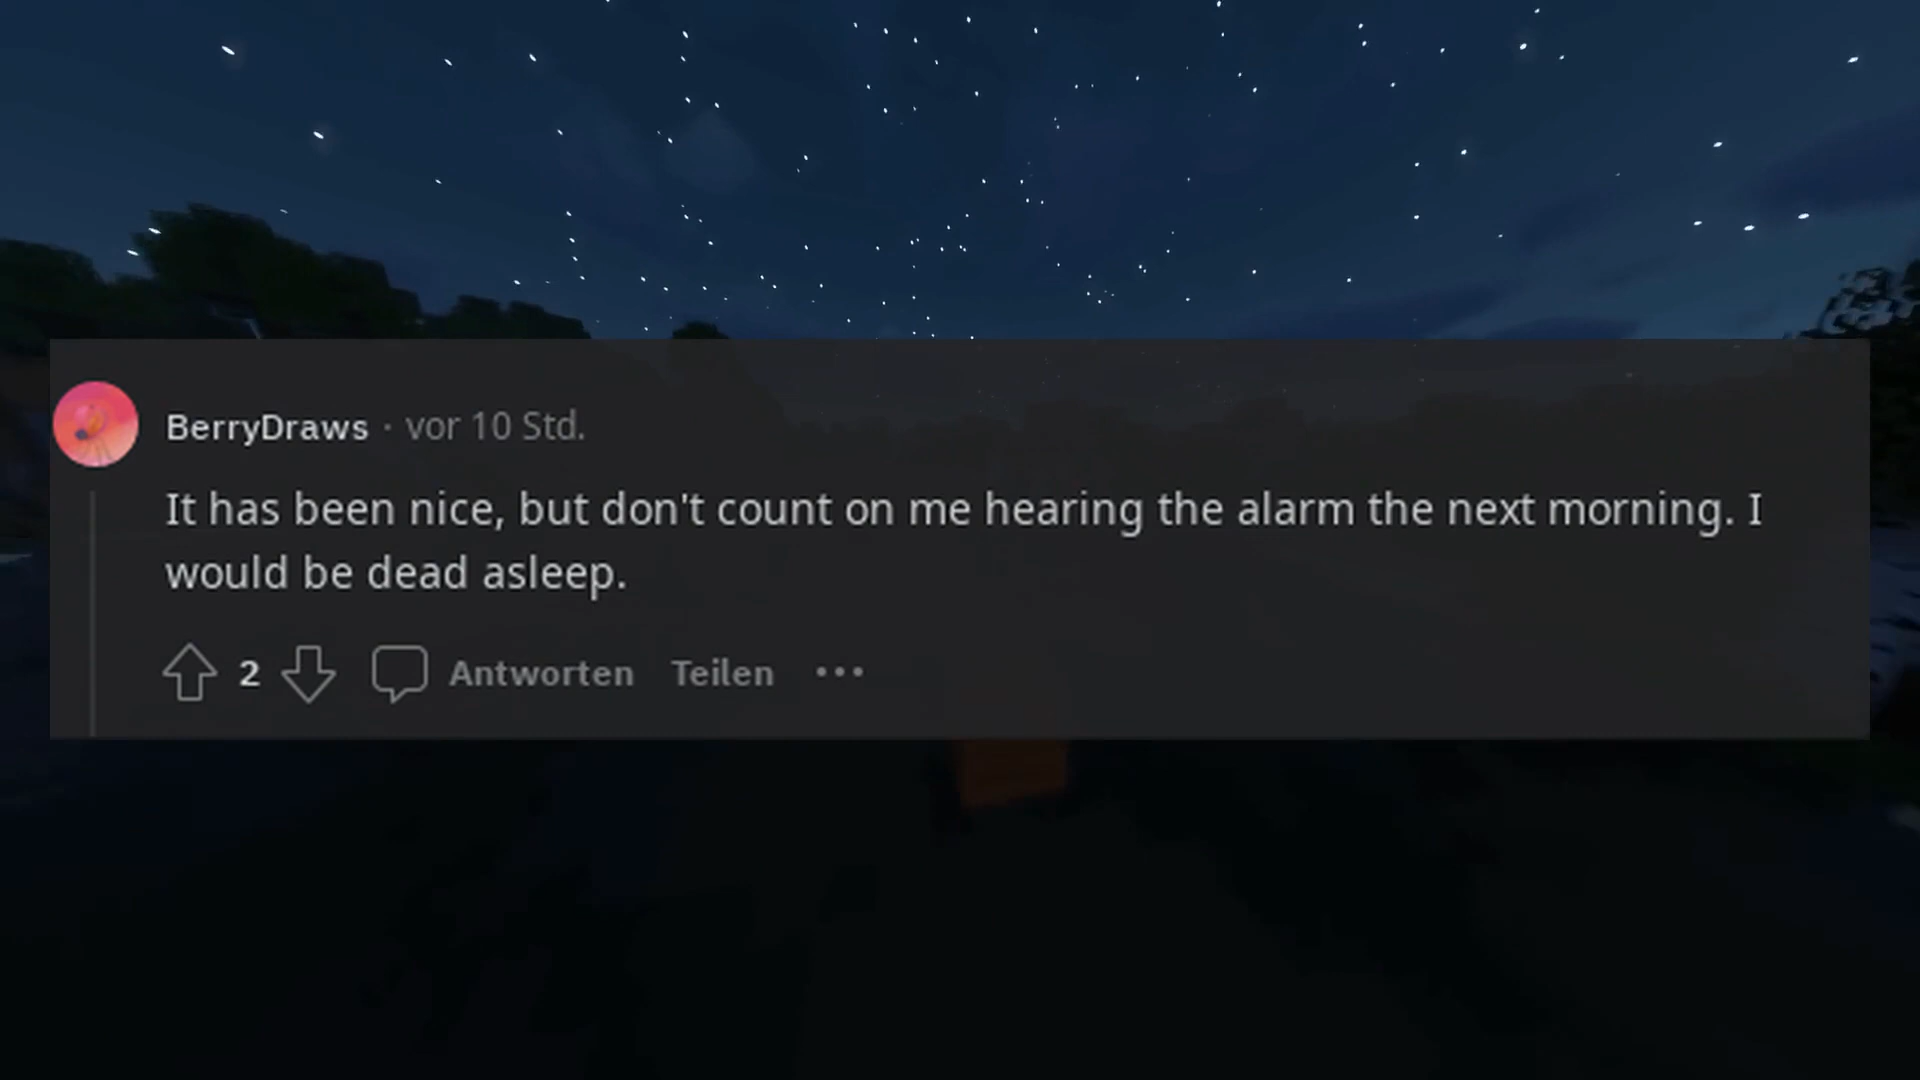 BerryDraws · vor 10 Std.
It has been nice, but don't count on me hearing the alarm the next morning. I
would be dead asleep.
2 Antworten Teilen ...